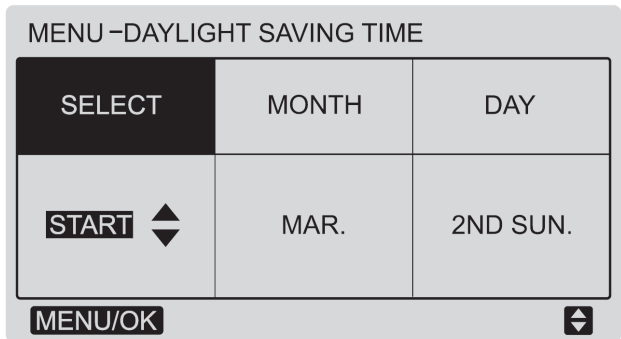 MENU-DAYLIGHT SAVING TIME
SELECT MONTH DAY
START MAR. 2ND SUN.
MENU/OK